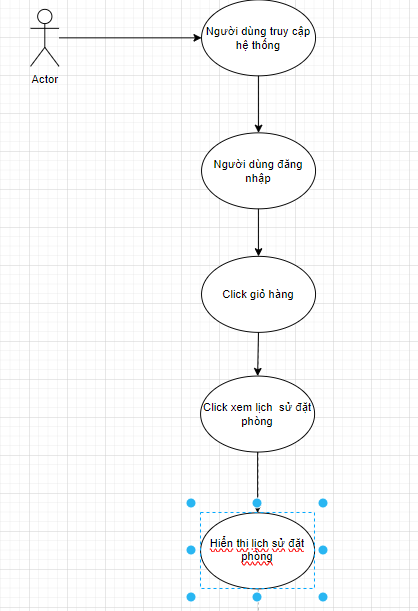 Người dùng truy cập
hệ thống
Actor
Người dùng đăng
nhập
Click giỏ hàng
Click xem lịch sử đặt
phòng
Hiển thị lịch sử đặt
phòng